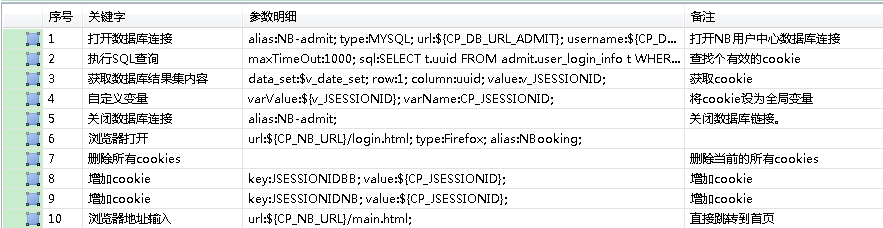 序号 关键字 参数明细 备注
1 打开数据库连接 alias:NB-admit; type:MYSQL; url:${CP_DB_URL_ADMIT}; username:${CP_D... 打开NB用户中心数据库连接
2 执行SQL查询 maxTimeOut:1000; sql:SELECT t.uuid FROM admit.user_login_info t WHER... 查找个有效的cookie
3 获取数据库结果集内容 data_set:$v_date_set; row:1; column:uuid; value:v_JSESSIONID; 获取cookie
4 自定义变量 varValue:${v_JSESSIONID}; varName:CP_JSESSIONID; 将cookie设为全局变量
5 关闭数据库连接 alias:NB-admit; 关闭数据库链接。
6 浏览器打开 url:${CP_NB_URL}/login.html; type:Firefox; alias:NBooking;
7 删除所有cookies 删除当前的所有cookies
8 增加cookie key:JSESSIONIDBB; value:${CP_JSESSIONID}; 增加cookie
9 增加cookie key:JSESSIONIDNB; value:${CP_JSESSIONID}; 增加cookie
10 浏览器地址输入 url:${CP_NB_URL}/main.html; 直接跳转到首页